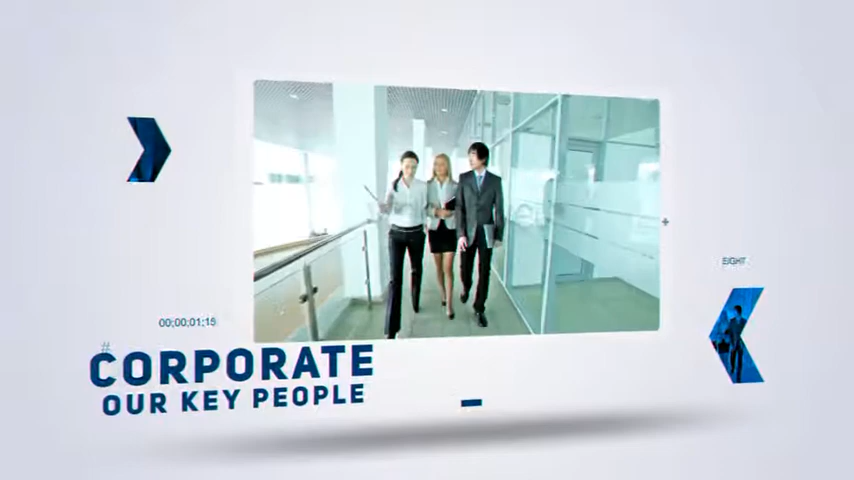 EIGHT
00;00;01;15
#
CORPORATE
OUR KEY PEOPLE